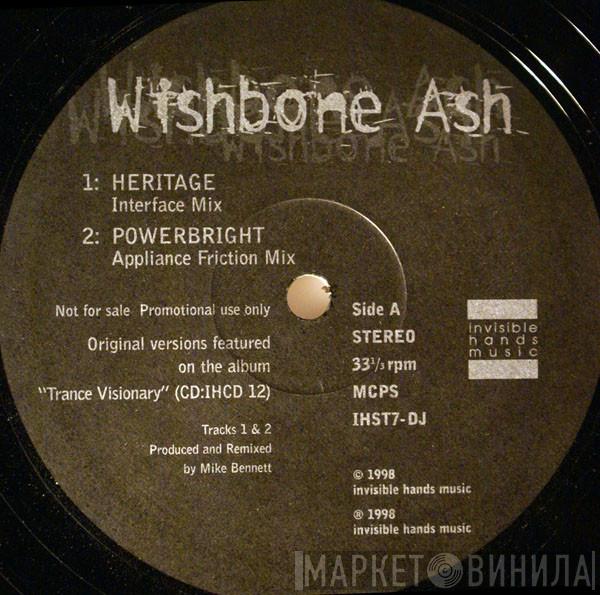 Wishbone Ash
1: HERITAGE
Interface Mix
2: POWERBRIGHT
Appliance Friction Mix
Not for sale Promotional use only
Original versions featured
on the album
"Trance Visionary" (CD:IHCD 12)
Tracks 1 & 2
Produced and Remixed
by Mike Bennett
Side A
STEREO
33 1/3 rpm
MCPS
IHST7-DJ
© 1998
invisible hands music
® 1998
invisible hands music
invisible
hands
music
МАРКЕТ ВИНИЛА